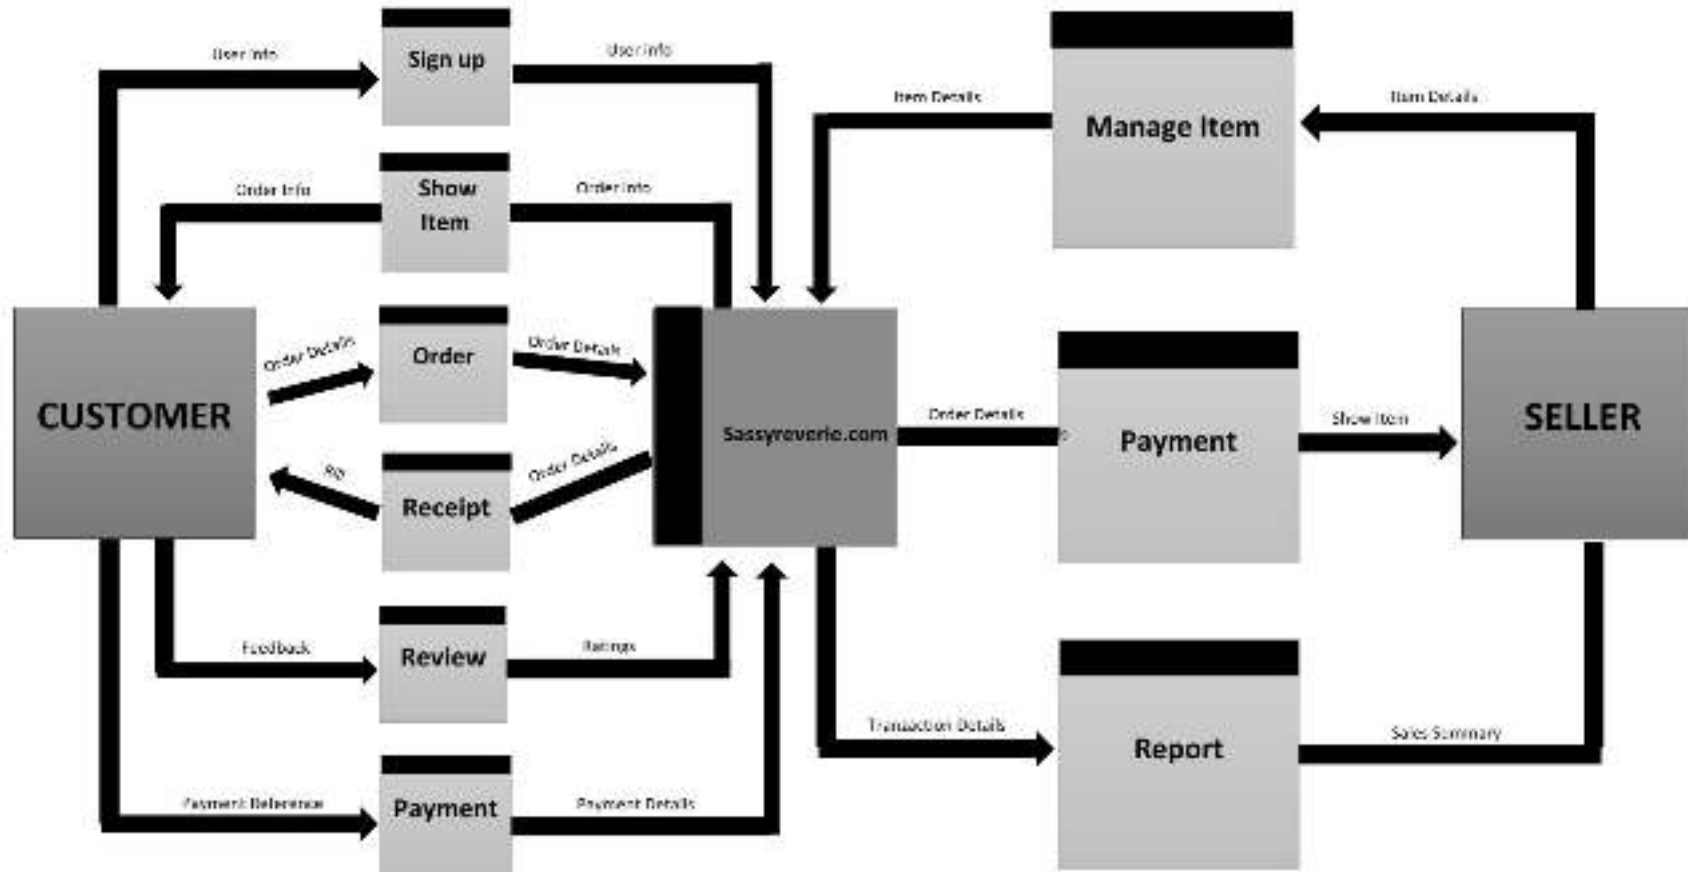 User Info
Sign up
User info
Item Details
Manage Item
Item Details
Order Info
Show
Item
Order Info
CUSTOMER
Order Details
Order
Order Details
Sassyreverie.com
Order Details
Payment
Show Item
SELLER
Receipt
Order Details
Feedback
Review
Ratings
Transaction Details
Report
Sales Summary
Payment Reference
Payment
Payment Details